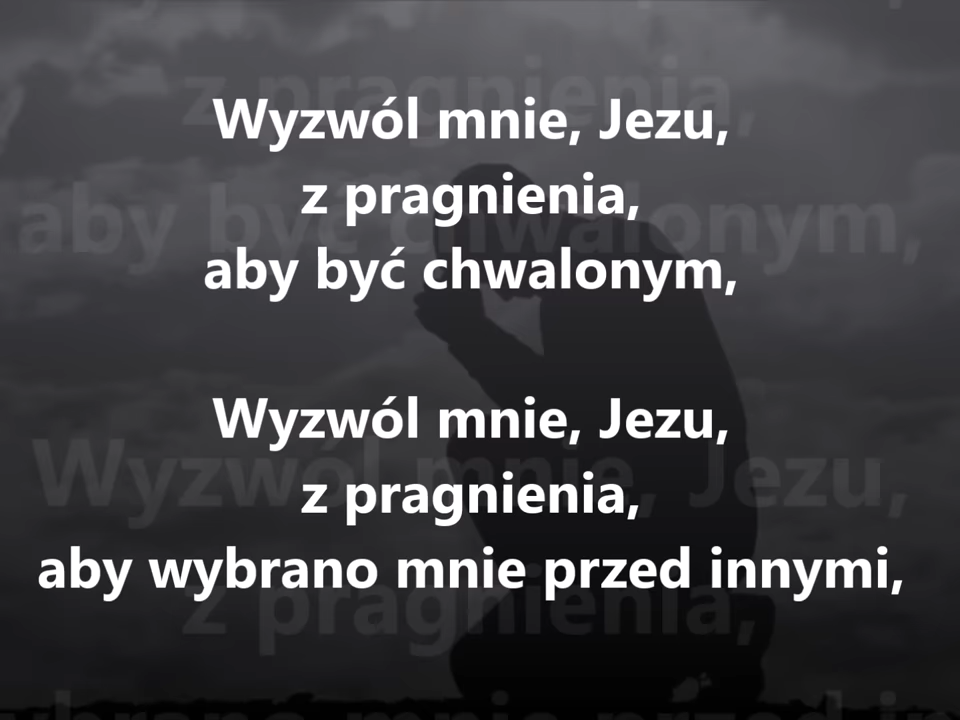 Wyzwól mnie, Jezu,
z pragnienia,
aby być chwalonym,
Wyzwól mnie, Jezu,
z pragnienia,
aby wybrano mnie przed innymi,